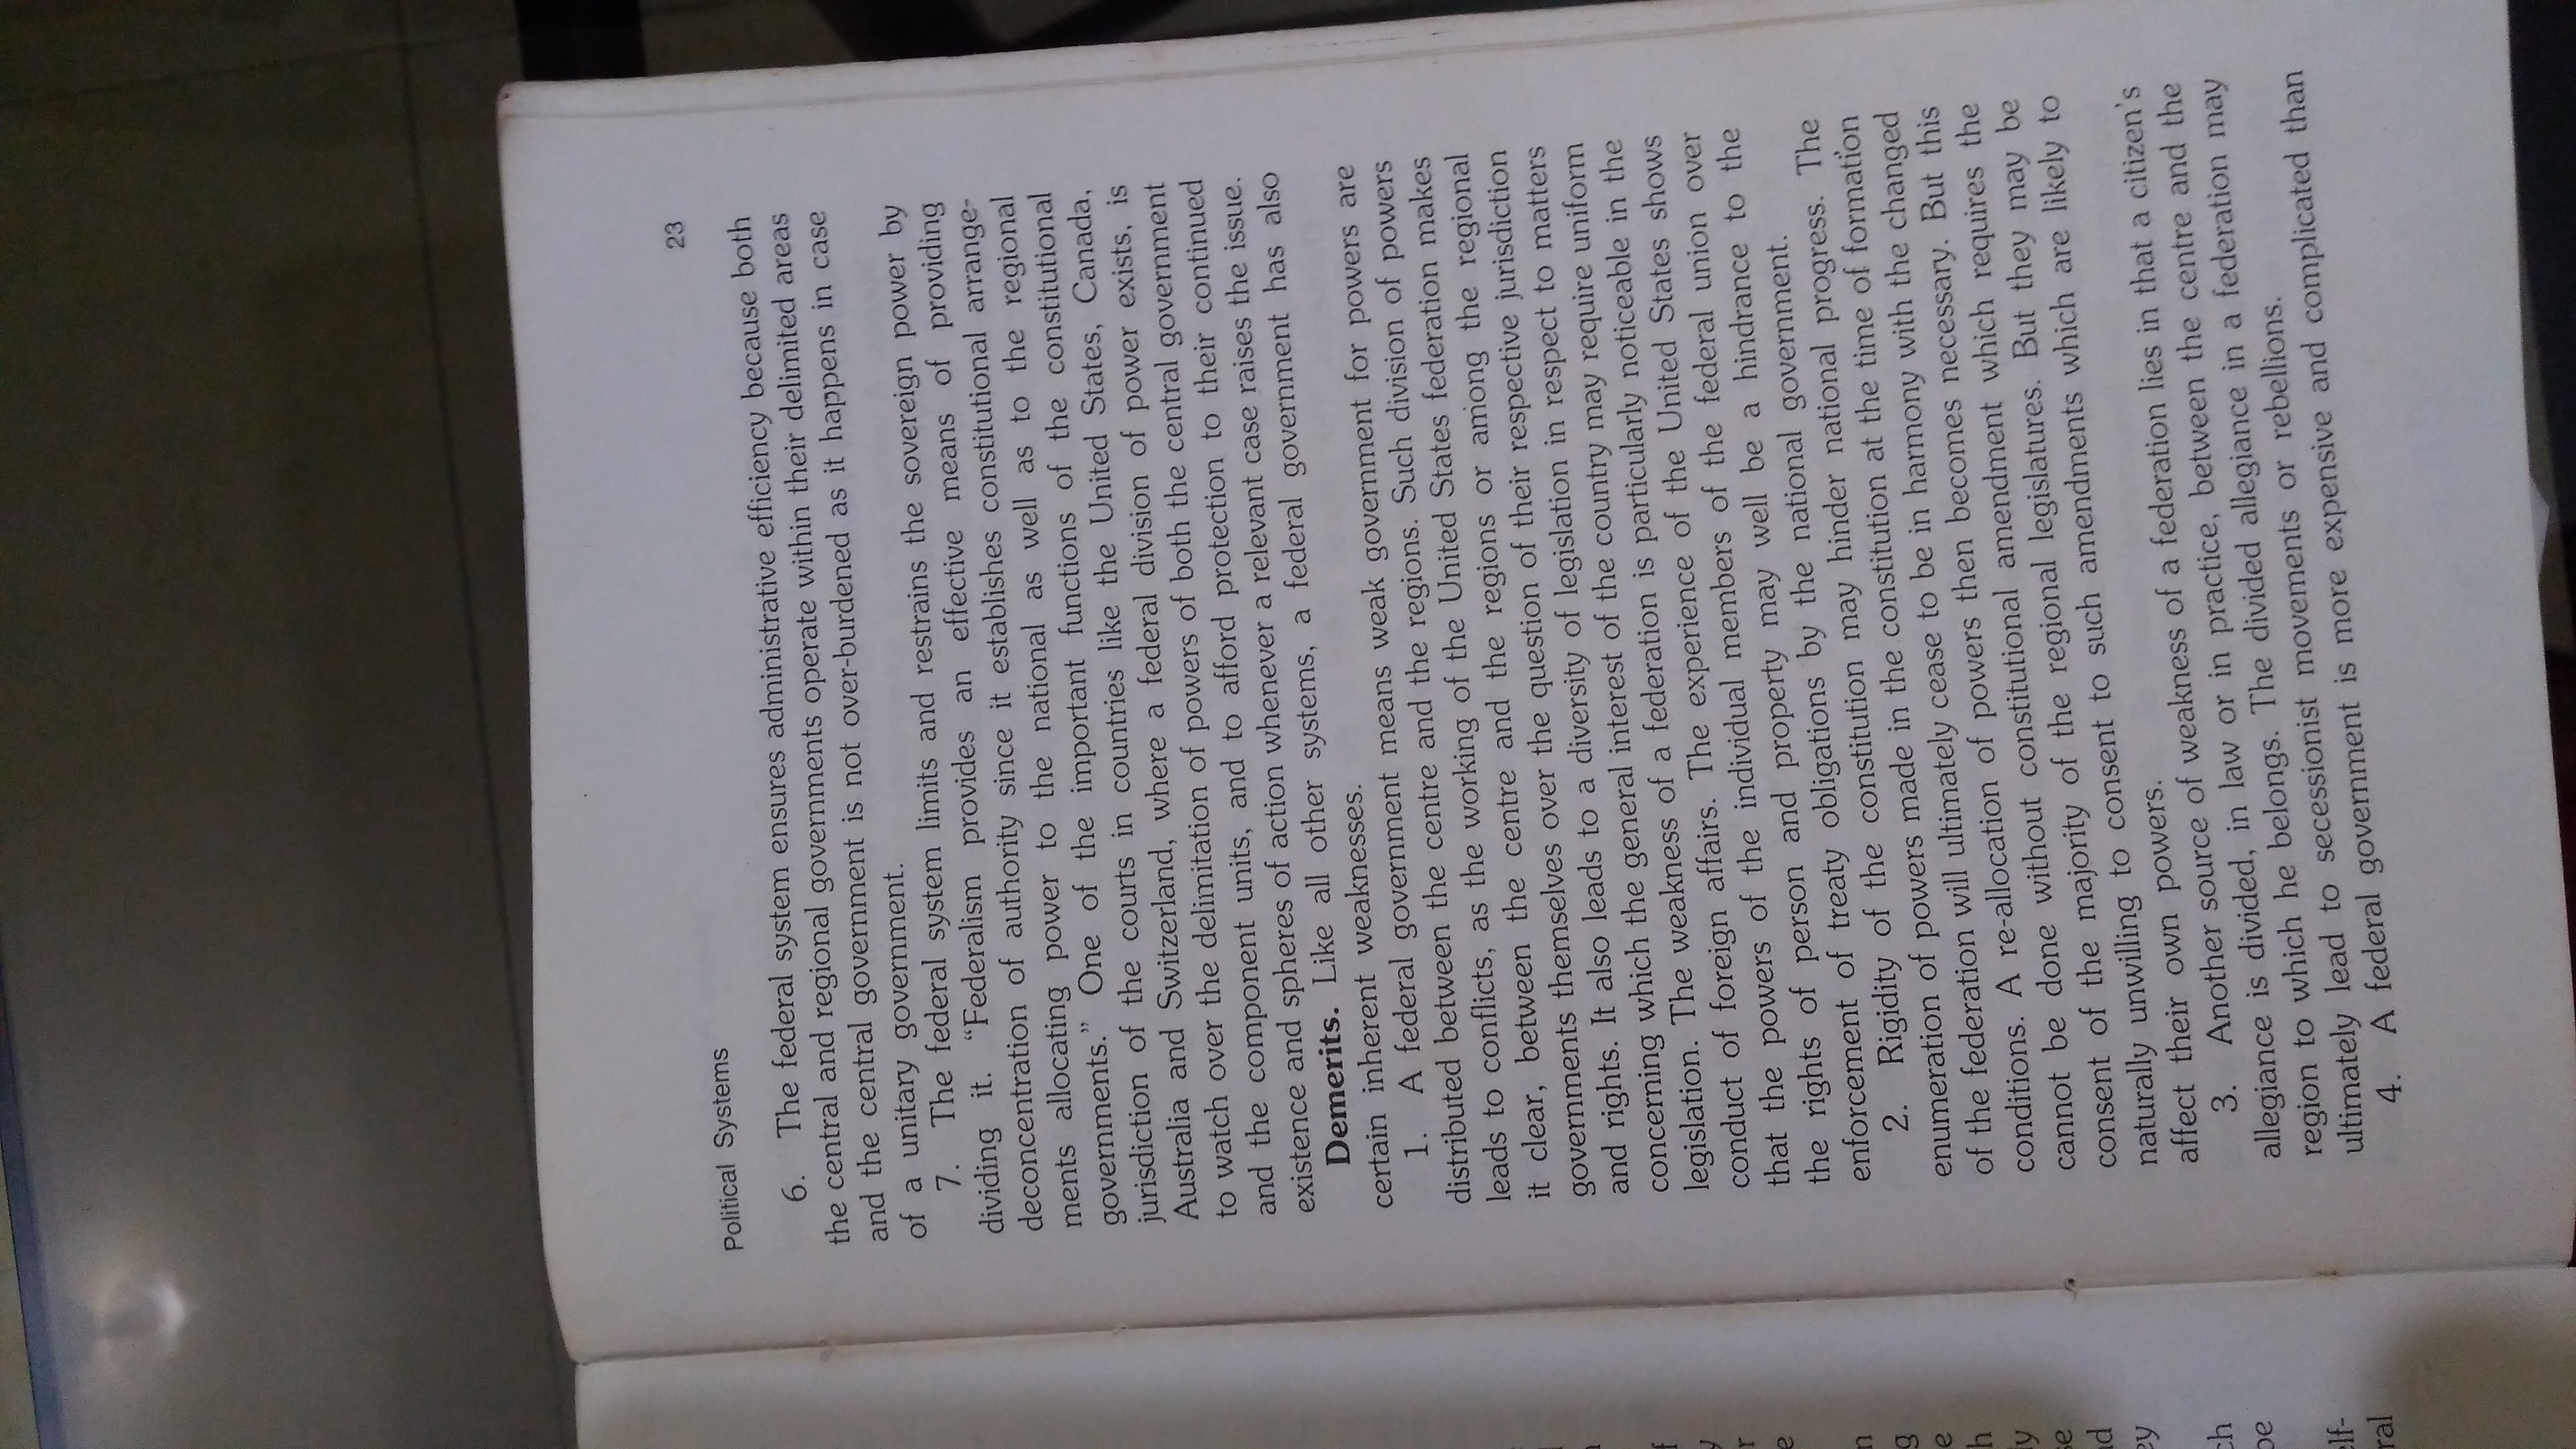 23
Political Systems
6. The federal system ensures administrative efficiency because both
the central and regional governments operate within their delimited areas
and the central government is not over-burdened as it happens in case
of a unitary government.
7. The federal system limits and restrains the sovereign power by
dividing it. “Federalism provides an effective means of providing
deconcentration of authority since it establishes constitutional arrange-
ments allocating power to the national as well as to the regional
governments.” One of the important functions of the constitutional
jurisdiction of the courts in countries like the United States, Canada,
Australia and Switzerland, where a federal division of power exists, is
to watch over the delimitation of powers of both the central government
and the component units, and to afford protection to their continued
existence and spheres of action whenever a relevant case raises the issue.
Demerits. Like all other systems, a federal government has also
certain inherent weaknesses.
1. A federal government means weak government for powers are
distributed between the centre and the regions. Such division of powers
leads to conflicts, as the working of the United States federation makes
it clear, between the centre and the regions or among the regional
governments themselves over the question of their respective jurisdiction
and rights. It also leads to a diversity of legislation in respect to matters
concerning which the general interest of the country may require uniform
legislation. The weakness of a federation is particularly noticeable in the
conduct of foreign affairs. The experience of the United States shows
that the powers of the individual members of the federal union over
the rights of person and property may well be a hindrance to the
enforcement of treaty obligations by the national government.
2. Rigidity of the constitution may hinder national progress. The
enumeration of powers made in the constitution at the time of formation
of the federation will ultimately cease to be in harmony with the changed
conditions. A re-allocation of powers then becomes necessary. But this
cannot be done without constitutional amendment which requires the
consent of the majority of the regional legislatures. But they may be
naturally unwilling to consent to such amendments which are likely to
affect their own powers.
3. Another source of weakness of a federation lies in that a citizen's
allegiance is divided, in law or in practice, between the centre and the
region to which he belongs. The divided allegiance in a federation may
ultimately lead to secessionist movements or rebellions.
4. A federal government is more expensive and complicated than